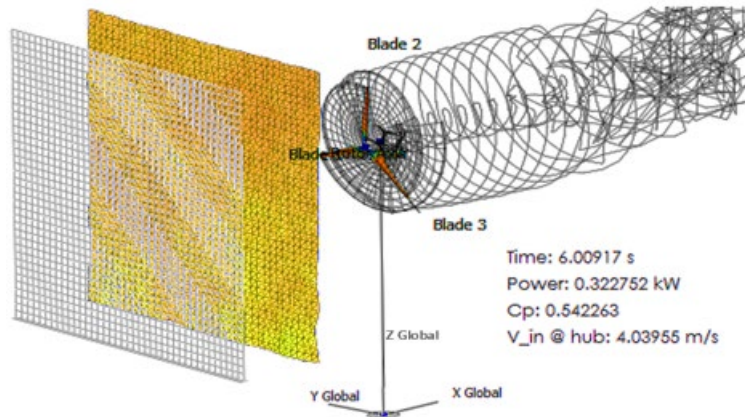 Blade 2
Blade
Blade 3
Time: 6.00917 s
Power: 0.322752 kW
Cp: 0.542263
V_in @ hub: 4.03955 m/s
Z Global
Y Global
X Global